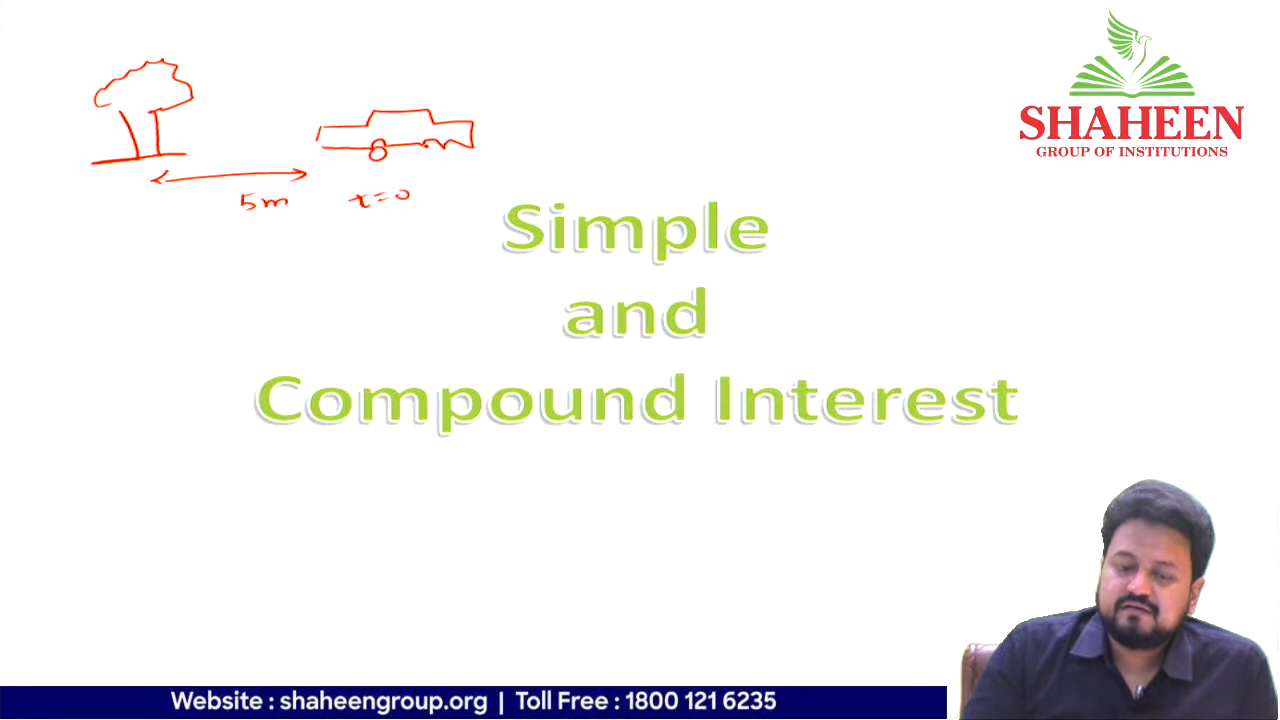 SHAHEEN
GROUP OF INSTITUTIONS
5m
t=0
Simple
and
Compound Interest
Website : shaheengroup.org | Toll Free : 1800 121 6235